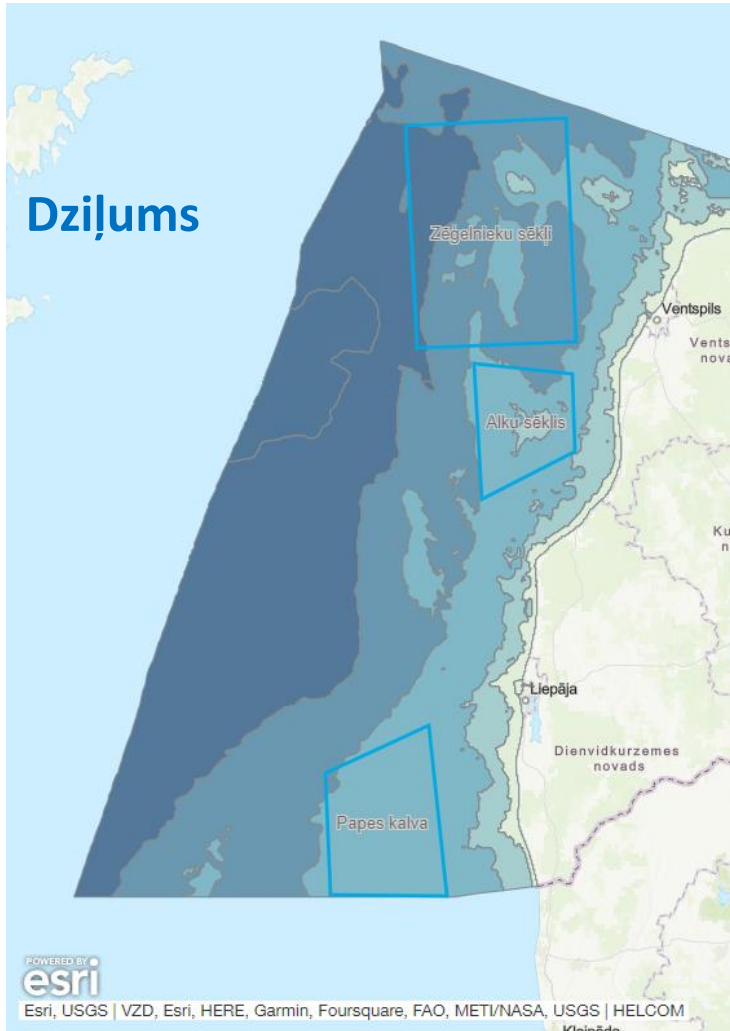 Dziļums
Zēģelnieku sēkļi
Ventspils
Vents
nova
Alku sēklis
Ku
n
Liepāja
Dienvidkurzemes
novads
Papes kalva
POWERED BY
esri
Esri, USGS | VZD, Esri, HERE, Garmin, Foursquare, FAO, METI/NASA, USGS | HELCOM
Klaipėda